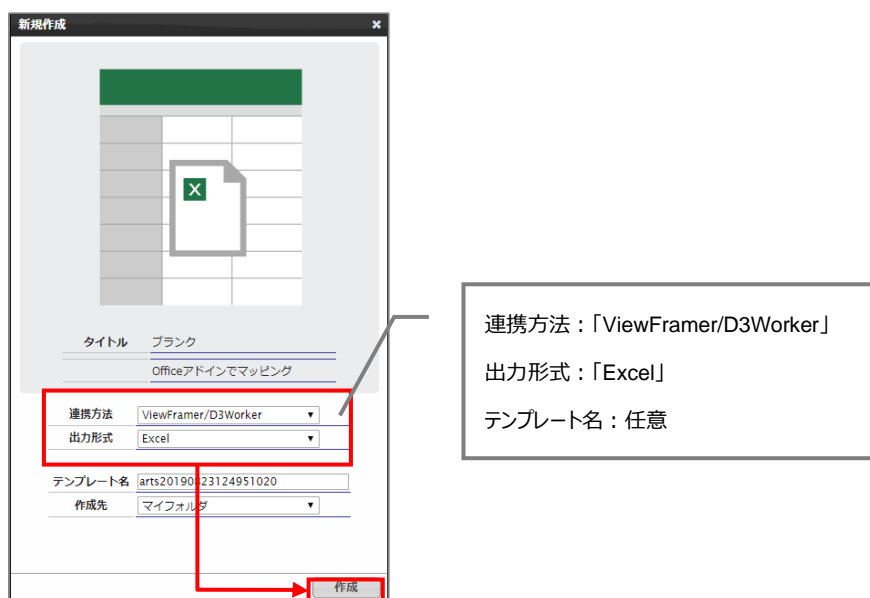 新規作成 ×
X
タイトル ブランク
Officeアドインでマッピング
連携方法 ViewFramer/D3Worker ▼
出力形式 Excel ▼
テンプレート名 arts20190823124951020
作成先 マイフォルダ ▼
作成
連携方法：「ViewFramer/D3Worker」
出力形式：「Excel」
テンプレート名：任意